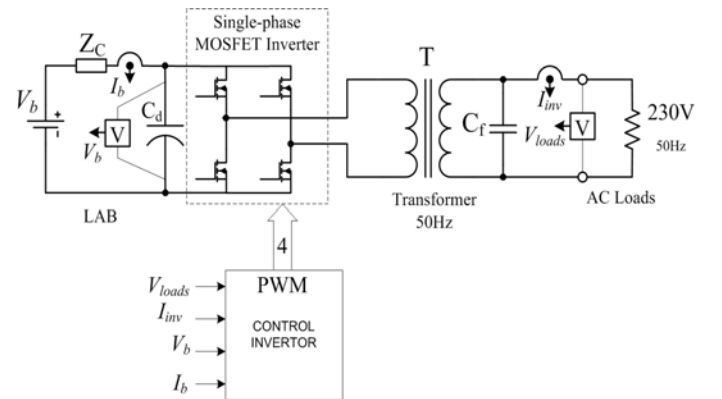 Single-phase
MOSFET Inverter
Z_C
I_b
V_b
C_d
V
V_b
LAB
T
C_f
I_inv
V_loads
V
230V
50Hz
Transformer
50Hz
AC Loads
4
PWM
CONTROL
INVERTOR
V_loads
I_inv
V_b
I_b